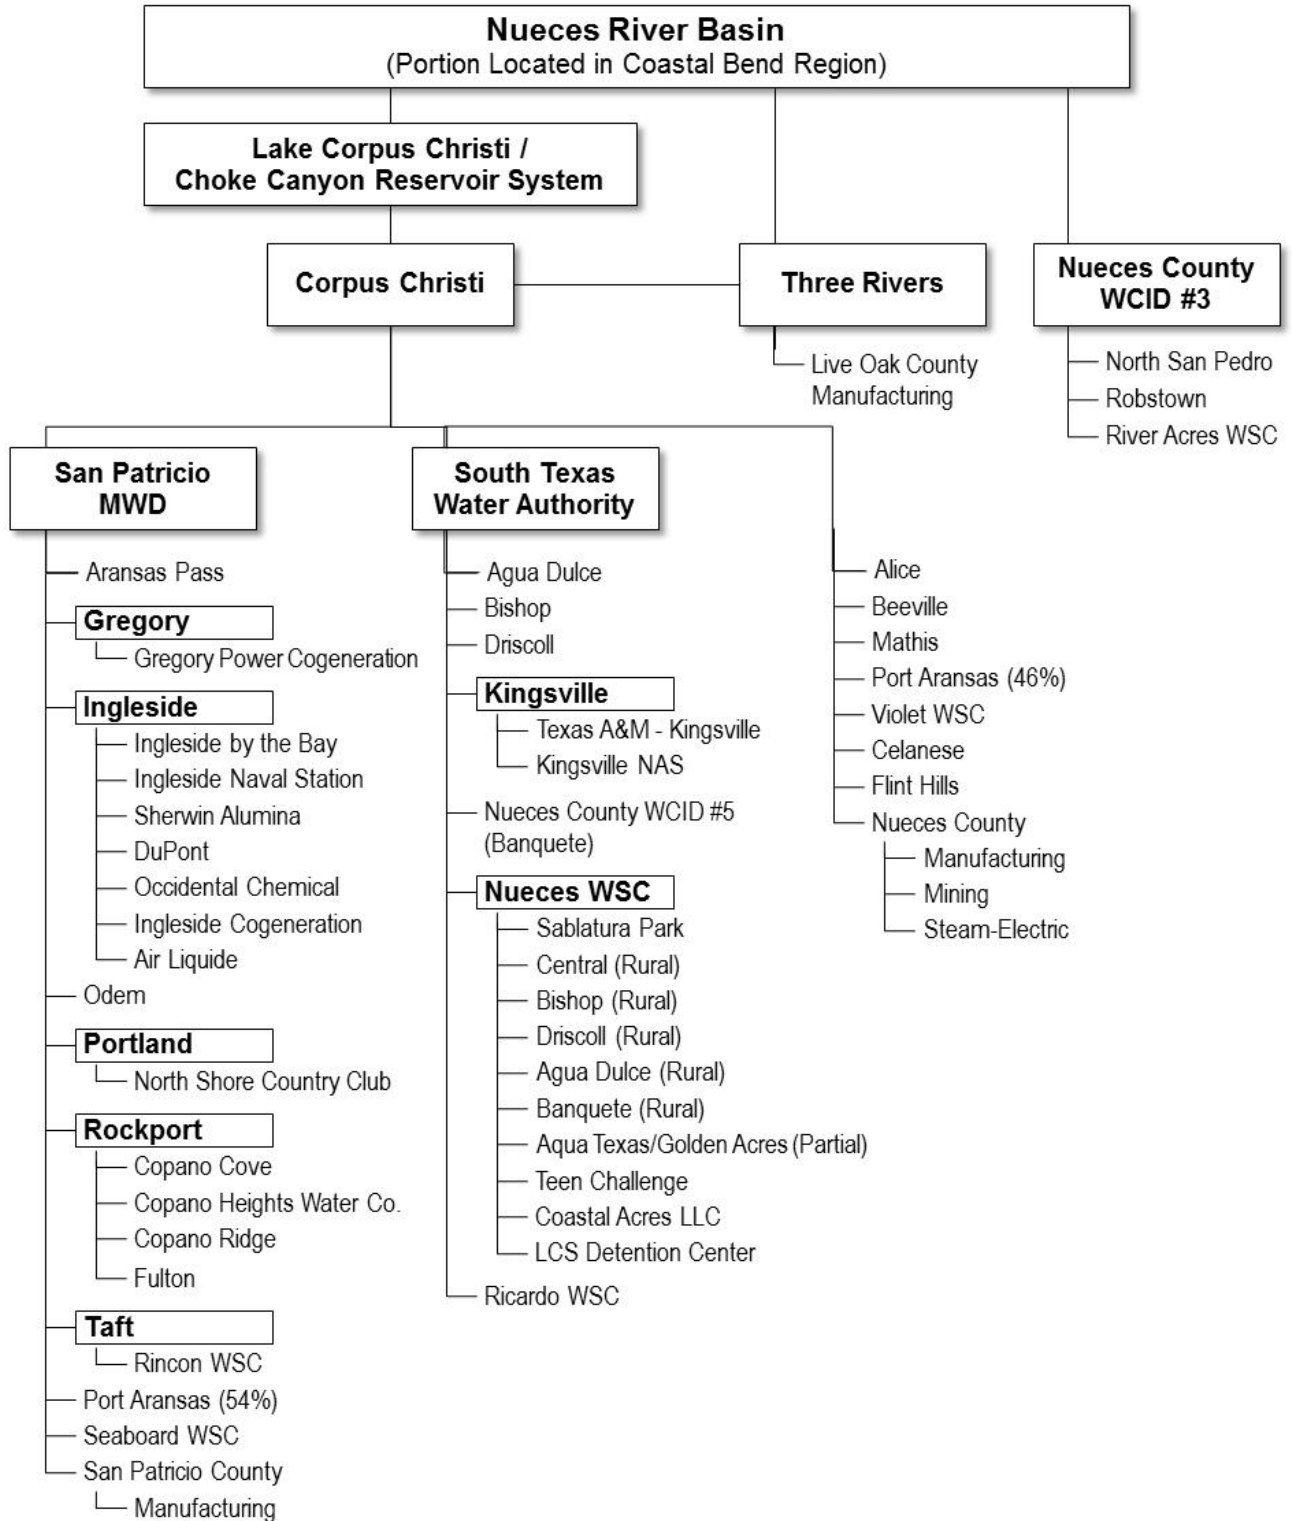 Nueces River Basin
(Portion Located in Coastal Bend Region)
Lake Corpus Christi /
Choke Canyon Reservoir System
Corpus Christi
Three Rivers
Nueces County
WCID #3
Live Oak County
Manufacturing
North San Pedro
Robstown
River Acres WSC
San Patricio
MWD
Aransas Pass
Gregory
Gregory Power Cogeneration
Ingleside
Ingleside by the Bay
Ingleside Naval Station
Sherwin Alumina
DuPont
Occidental Chemical
Ingleside Cogeneration
Air Liquide
Odem
Portland
North Shore Country Club
Rockport
Copano Cove
Copano Heights Water Co.
Copano Ridge
Fulton
Taft
Rincon WSC
Port Aransas (54%)
Seaboard WSC
San Patricio County
Manufacturing
South Texas
Water Authority
Agua Dulce
Bishop
Driscoll
Kingsville
Texas A&M - Kingsville
Kingsville NAS
Nueces County WCID #5
(Banquete)
Nueces WSC
Sablatura Park
Central (Rural)
Bishop (Rural)
Driscoll (Rural)
Agua Dulce (Rural)
Banquete (Rural)
Aqua Texas/Golden Acres (Partial)
Teen Challenge
Coastal Acres LLC
LCS Detention Center
Ricardo WSC
Alice
Beeville
Mathis
Port Aransas (46%)
Violet WSC
Celanese
Flint Hills
Nueces County
Manufacturing
Mining
Steam-Electric